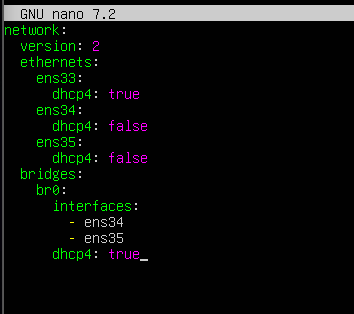 GNU nano 7.2
network:
  version: 2
  ethernets:
    ens33:
      dhcp4: true
    ens34:
      dhcp4: false
    ens35:
      dhcp4: false
  bridges:
    br0:
      interfaces:
        - ens34
        - ens35
      dhcp4: true